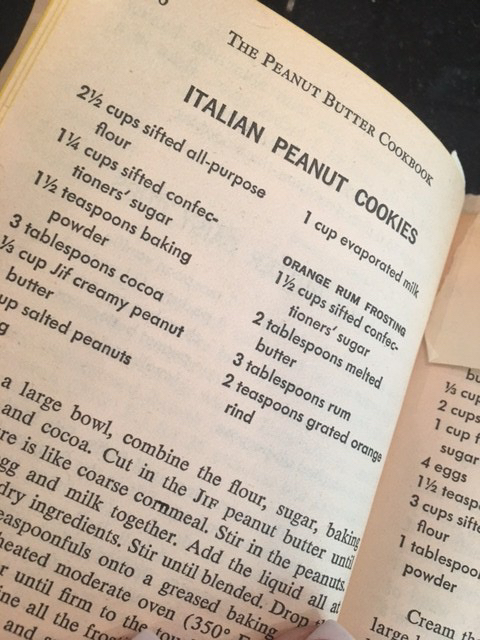 THE PEANUT BUTTER COOKBOOK
ITALIAN PEANUT COOKIES
2½ cups sifted all-purpose
flour
1¼ cups sifted confec-
tioners' sugar
1½ teaspoons baking
powder
3 tablespoons cocoa
⅓ cup Jif creamy peanut
butter
up salted peanuts
g
1 cup evaporated milk
ORANGE RUM FROSTING
1½ cups sifted confec-
tioners' sugar
2 tablespoons melted
butter
3 tablespoons rum
2 teaspoons grated orange
rind
a large bowl, combine the flour, sugar, baking
and cocoa. Cut in the JIF peanut butter until
re is like coarse cornmeal. Stir in the peanuts.
gg and milk together. Add the liquid all at
dry ingredients. Stir until blended. Drop
easpoonfuls onto a greased baking
heated moderate oven (350°
r until firm to the
ine all the
and
⅓ cup
2 cups
1 cup
sugar
4 eggs
1½ teasp
3 cups sifte
flour
1 tablespoo
powder
Cream th
large b